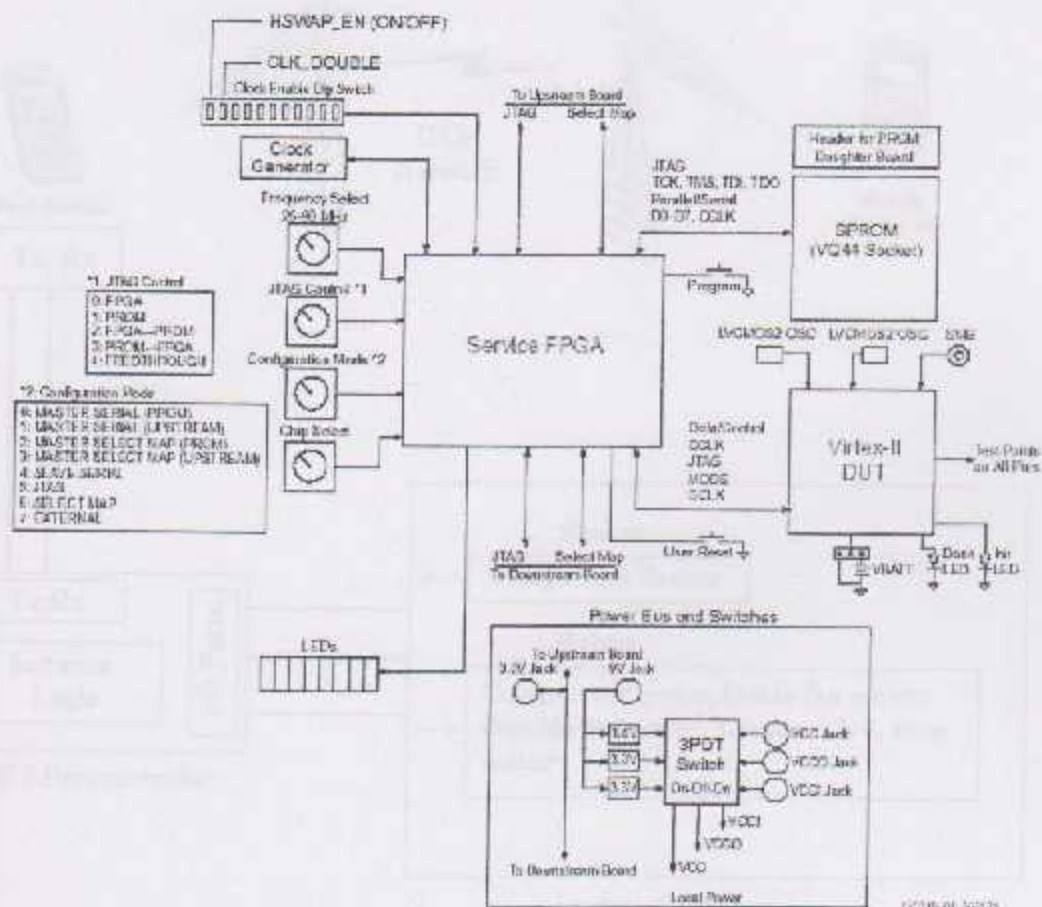 HSWAP_EN (ON/OFF)
CLK_DOUBLE
Clock Enable Dip Switch
Clock
Generator
Frequency Select
MHz
JTAG Control *1
Configuration Mode *2
Chip Select
*1: JTAG Control
0: FPGA
1: PROM
2: FPGA—PROM
3: PROM—FPGA
4: FEEDTHROUGH
*2: Configuration Mode
0: MASTER SERIAL (PROM)
1: MASTER SERIAL (UPSTREAM)
2: MASTER SELECT MAP (PROM)
3: MASTER SELECT MAP (UPSTREAM)
4: SLAVE SERIAL
5: JTAG
6: SELECT MAP
7: EXTERNAL
To Upstream Board
JTAG Select Map
Service FPGA
JTAG
TCK, TMS, TDI, TDO
Parallel/Serial
D0-D7, CCLK
Header for PROM
Daughter Board
SPROM
(VQ44 Socket)
Program
LVCMOS2 OSC LVCMOS2 OSC SMB
Data/Control
CCLK
JTAG
MODE
Virtex-II
DUT
Test Points
on All Pins
VBATT
Done
LED
Init
LED
User Reset
JTAG Select Map
To Downstream Board
LEDs
Power Bus and Switches
To Upstream Board
Jack
Jack
3.3V
3.3V
3PDT
Switch
On-Off-On
VCC Jack
VCCO Jack
VCCI Jack
VCCI
VCCO
VCC
To Downstream Board
Local Power